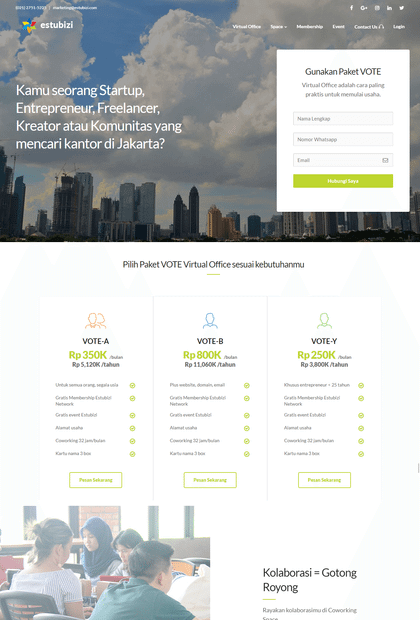 marketing@estubizi.com
estubizi
Virtual Office
Space
Membership
Event
Contact Us
Kamu seorang Startup,
Entrepreneur, Freelancer,
Kreator atau Komunitas yang
mencari kantor di Jakarta?
Gunakan Paket VOTE
Virtual Office adalah cara paling
praktis untuk memulai usaha.
Nama Lengkap
Nomor Whatsapp
Email
Hubungi Saya
Pilih Paket VOTE Virtual Office sesuai kebutuhanmu
VOTE-A
Rp 350K /bulan
Rp 5,120K /tahun
Untuk semua orang, segala usia
Gratis Membership Estubizi
Network
Gratis event Estubizi
Alamat usaha
Coworking 32 jam/bulan
Kartu nama 3 box
Pesan Sekarang
VOTE-B
Rp 800K /bulan
Rp 11,060K /tahun
Plus website, domain, email
Gratis Membership Estubizi
Network
Gratis event Estubizi
Alamat usaha
Coworking 32 jam/bulan
Kartu nama 3 box
Pesan Sekarang
VOTE-Y
Rp 250K /bulan
Rp 3,800K /tahun
Khusus entrepreneur < 25 tahun
Gratis Membership Estubizi
Network
Gratis event Estubizi
Alamat usaha
Coworking 32 jam/bulan
Kartu nama 3 box
Pesan Sekarang
Kolaborasi = Gotong
Royong
Rayakan kolaborasimu di Coworking